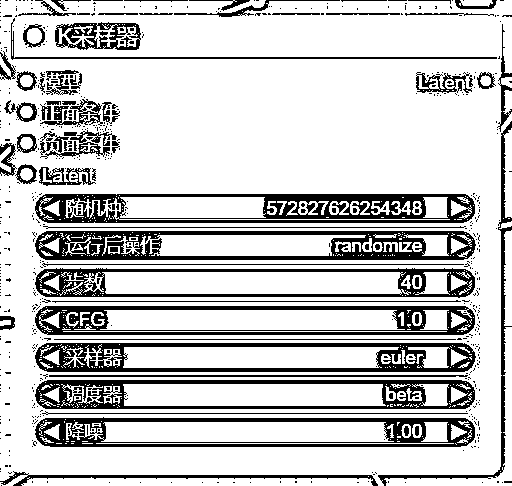 K采样器
模型 Latent
正面条件
负面条件
Latent
随机种 572827626254348
运行后操作 randomize
步数 40
CFG 1.0
采样器 euler
调度器 beta
降噪 1.00